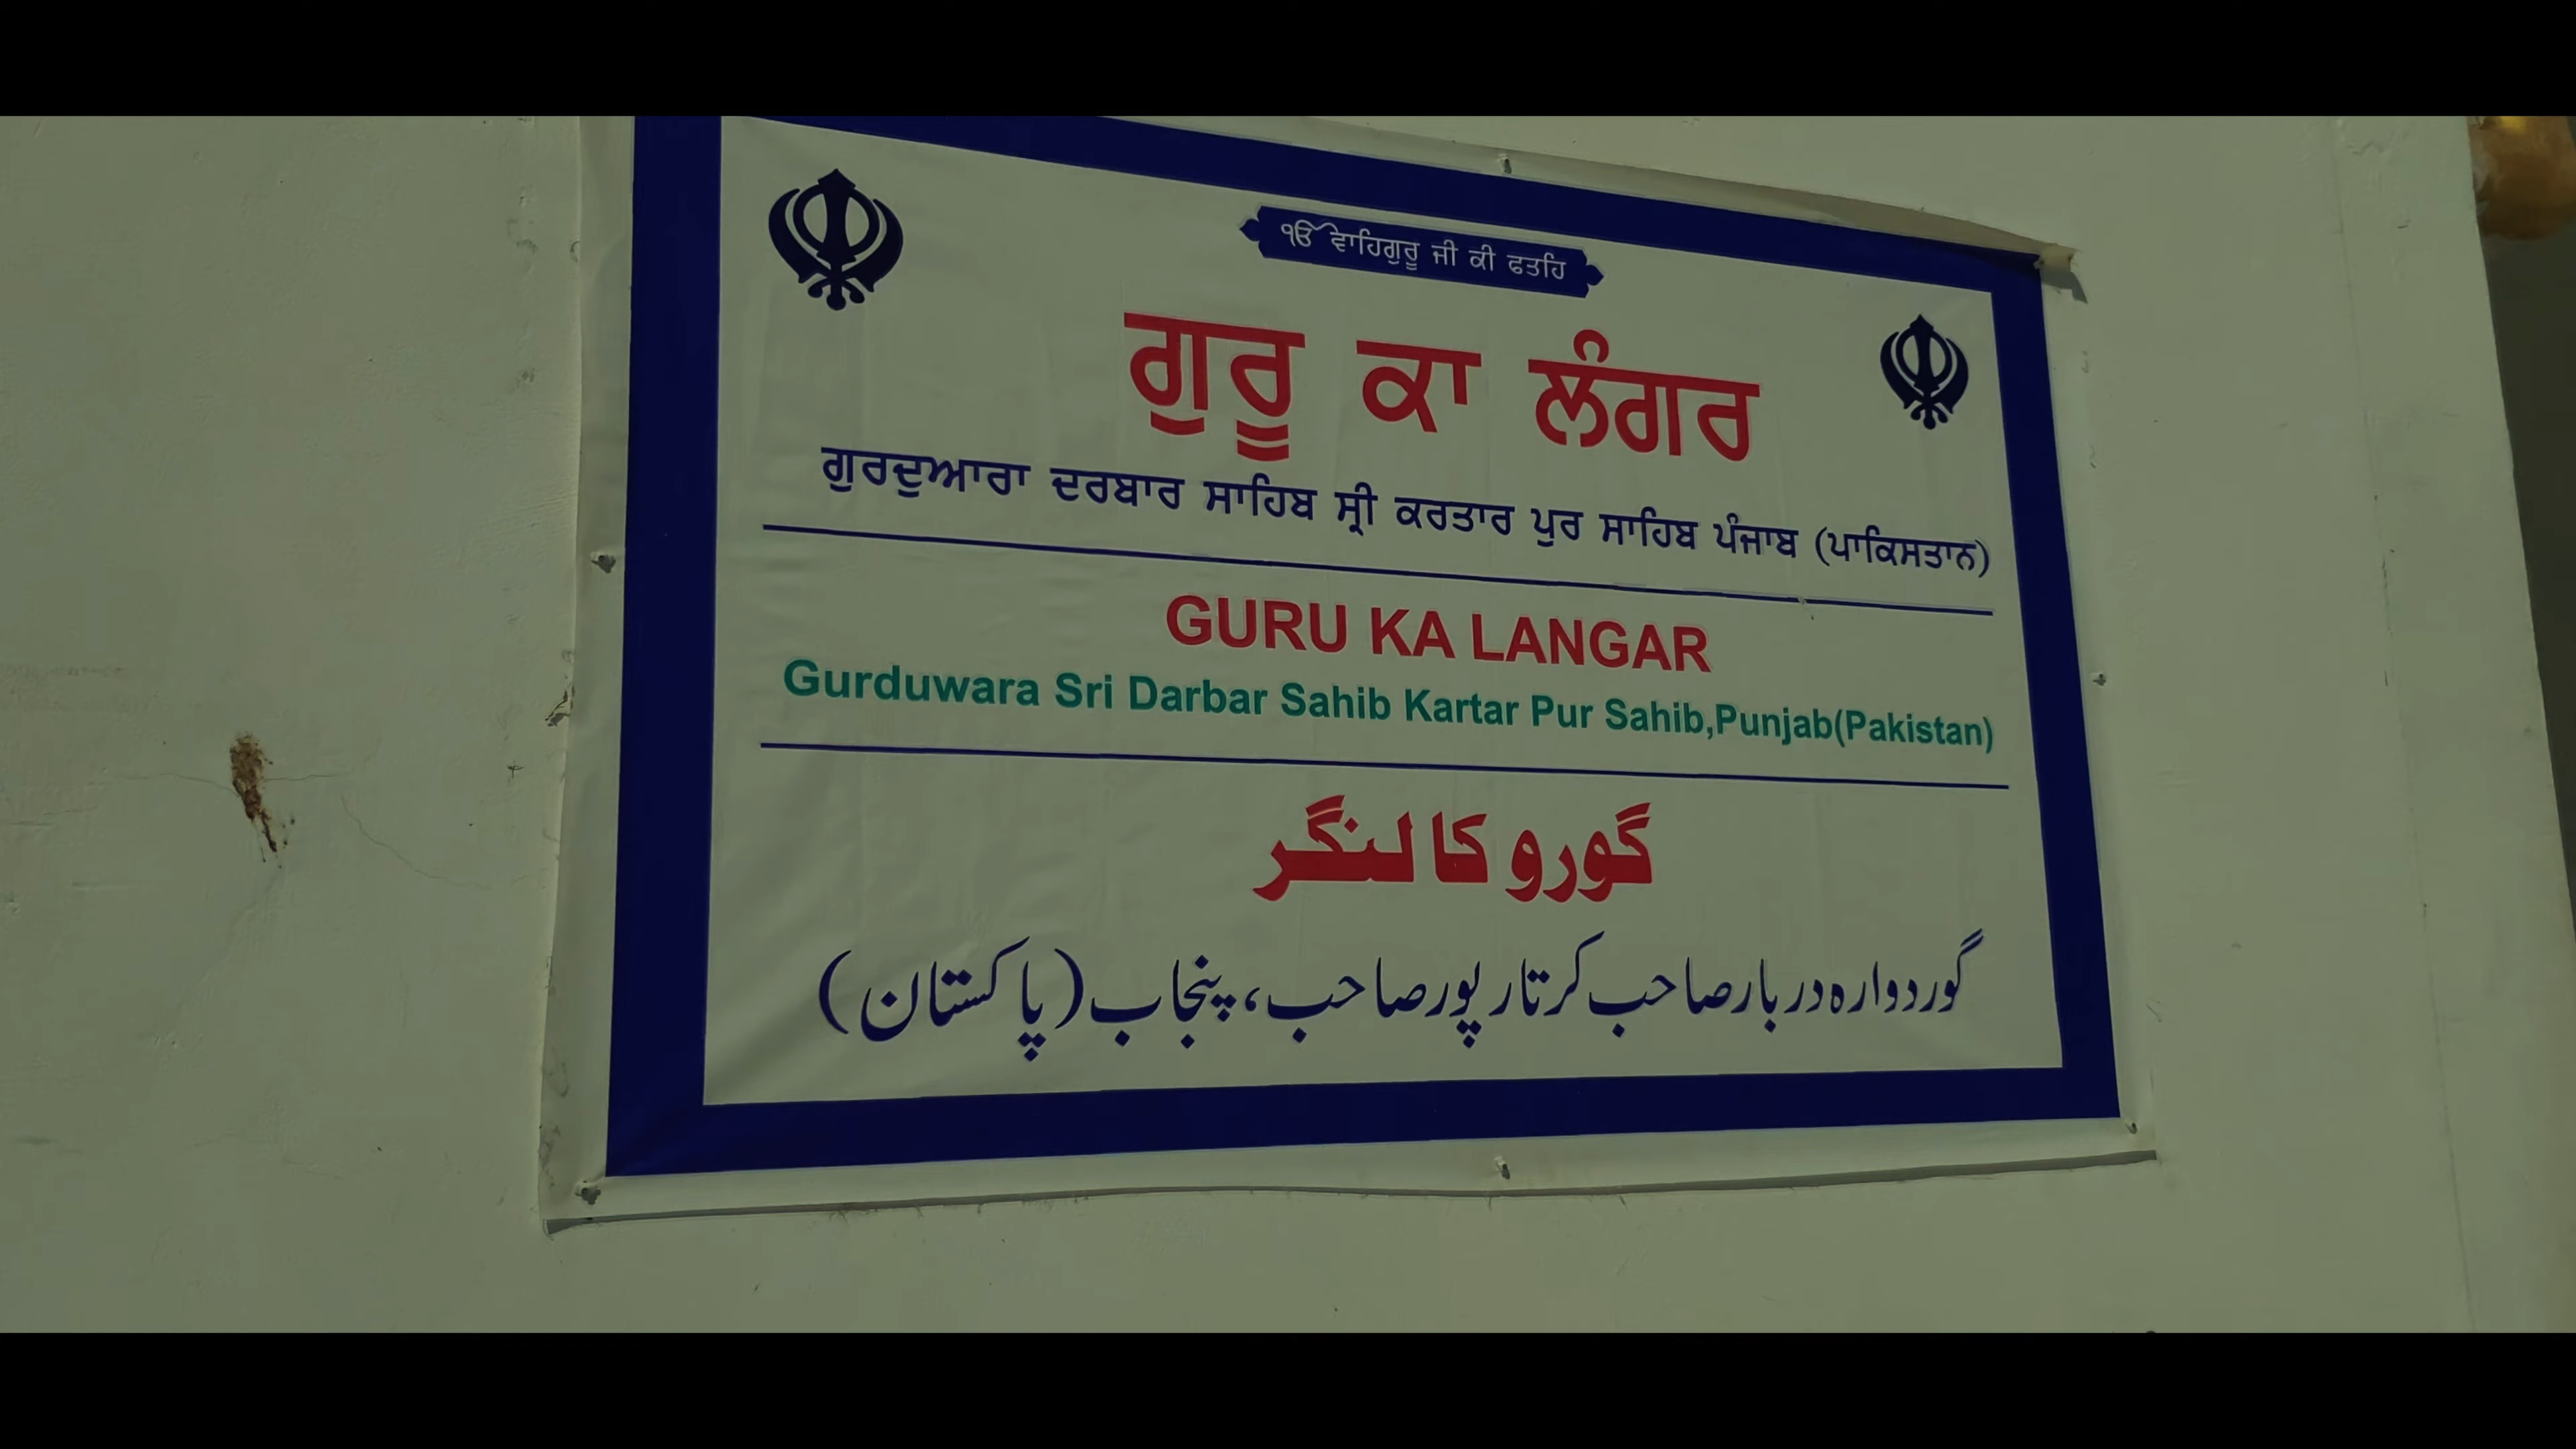 ੴ ਵਾਹਿਗੁਰੂ ਜੀ ਕੀ ਫਤਹਿ
ਗੁਰੂ ਕਾ ਲੰਗਰ
ਗੁਰਦੁਆਰਾ ਦਰਬਾਰ ਸਾਹਿਬ ਸ੍ਰੀ ਕਰਤਾਰ ਪੁਰ ਸਾਹਿਬ ਪੰਜਾਬ (ਪਾਕਿਸਤਾਨ)
GURU KA LANGAR
Gurduwara Sri Darbar Sahib Kartar Pur Sahib,Punjab(Pakistan)
گورو کا لنگر
گوردوارہ دربار صاحب کرتار پور صاحب، پنجاب (پاکستان)